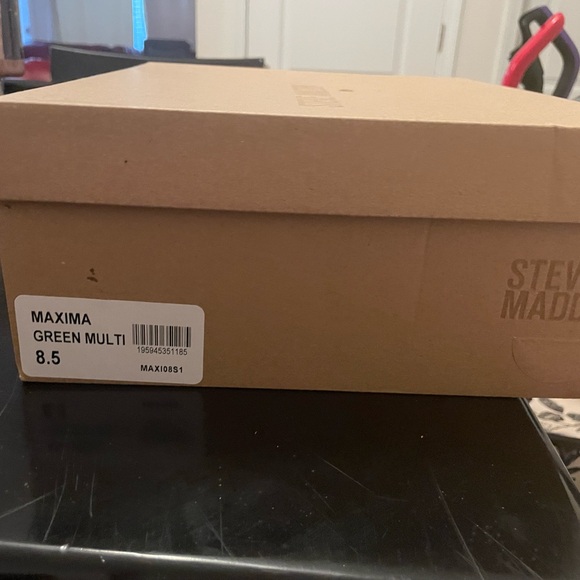 STEV
MADD
MAXIMA
GREEN MULTI
8.5
195945351185
MAXI08S1